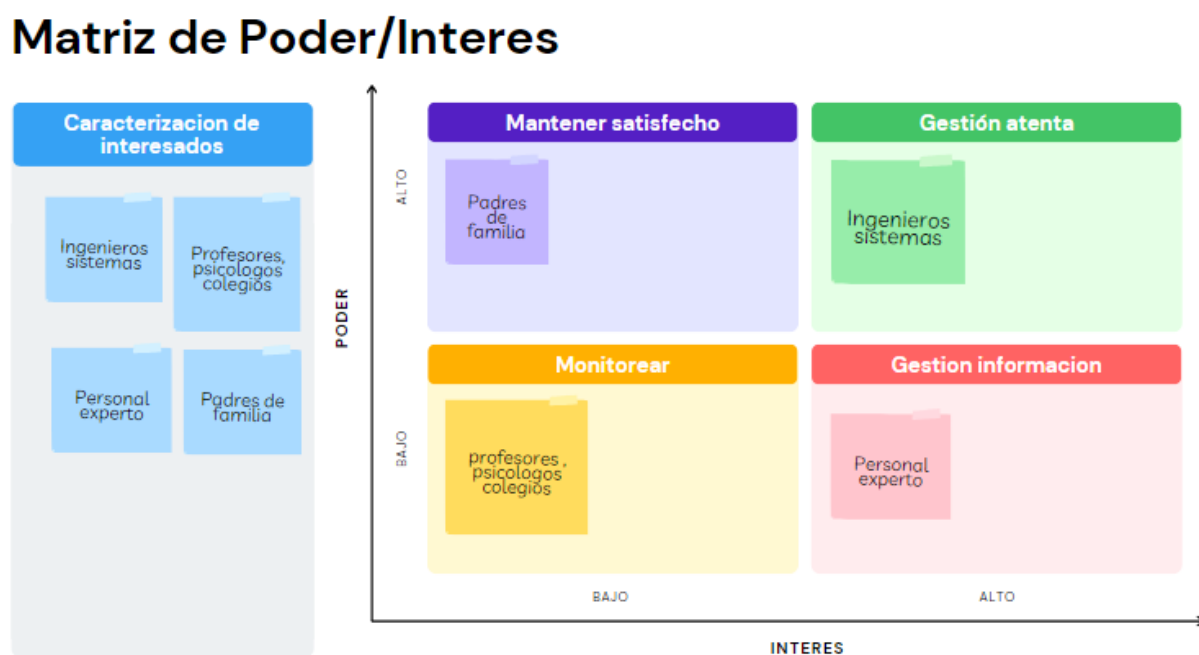 Matriz de Poder/Interes
Caracterizacion de
interesados
Ingenieros
sistemas
Profesores,
psicologos
colegios
Personal
experto
Padres de
familia
PODER
ALTO
BAJO
Mantener satisfecho
Padres
de
familia
Gestión atenta
Ingenieros
sistemas
Monitorear
profesores,
psicologos
colegios
Gestion informacion
Personal
experto
BAJO
ALTO
INTERES